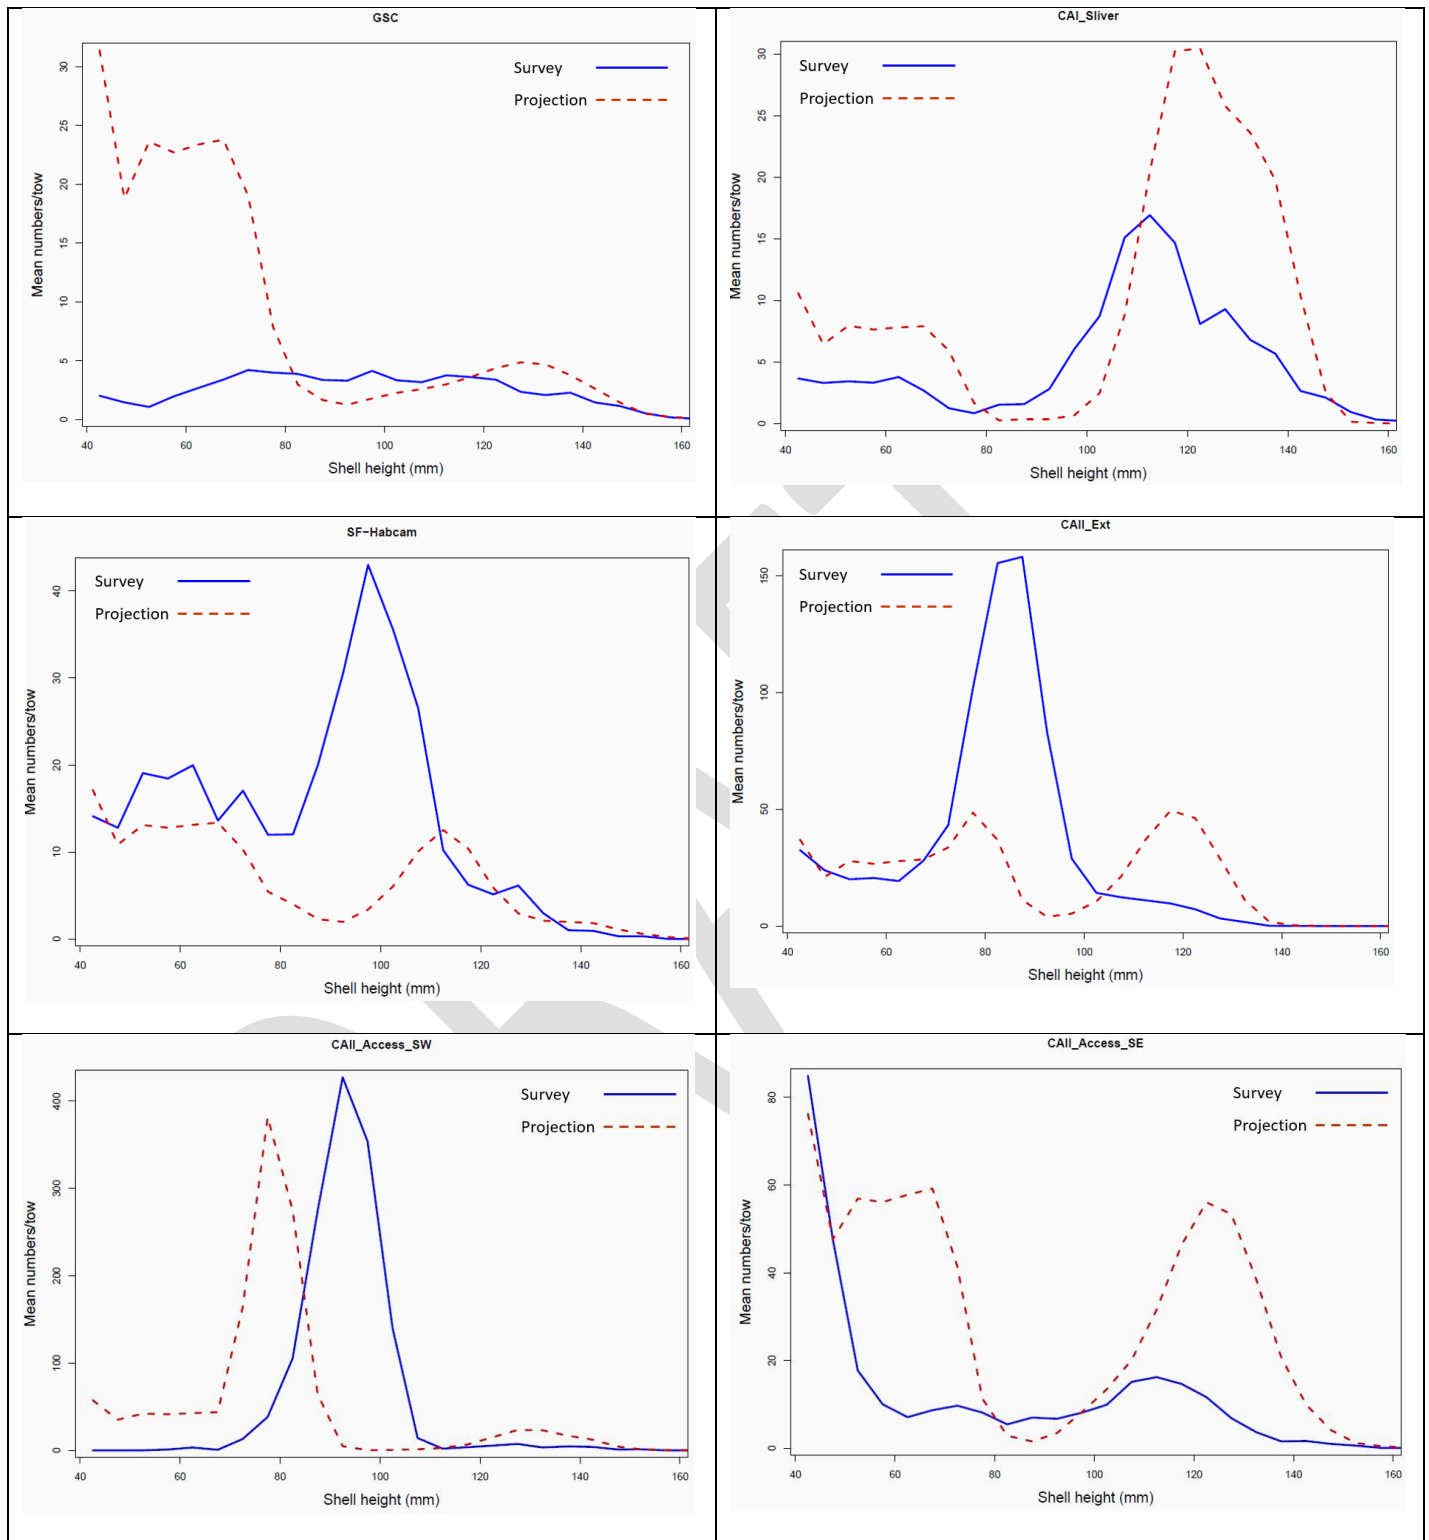 GSC
Survey
Projection
Mean numbers/tow
0 5 10 15 20 25 30
40 60 80 100 120 140 160
Shell height (mm)
CAI_Sliver
Survey
Projection
Mean numbers/tow
0 5 10 15 20 25 30
40 60 80 100 120 140 160
Shell height (mm)
SF-Habcam
Survey
Projection
Mean numbers/tow
0 10 20 30 40
40 60 80 100 120 140 160
Shell height (mm)
CAII_Ext
Survey
Projection
Mean numbers/tow
0 50 100 150
40 60 80 100 120 140 160
Shell height (mm)
CAII_Access_SW
Survey
Projection
Mean numbers/tow
0 100 200 300 400
40 60 80 100 120 140 160
Shell height (mm)
CAII_Access_SE
Survey
Projection
Mean numbers/tow
0 20 40 60 80
40 60 80 100 120 140 160
Shell height (mm)